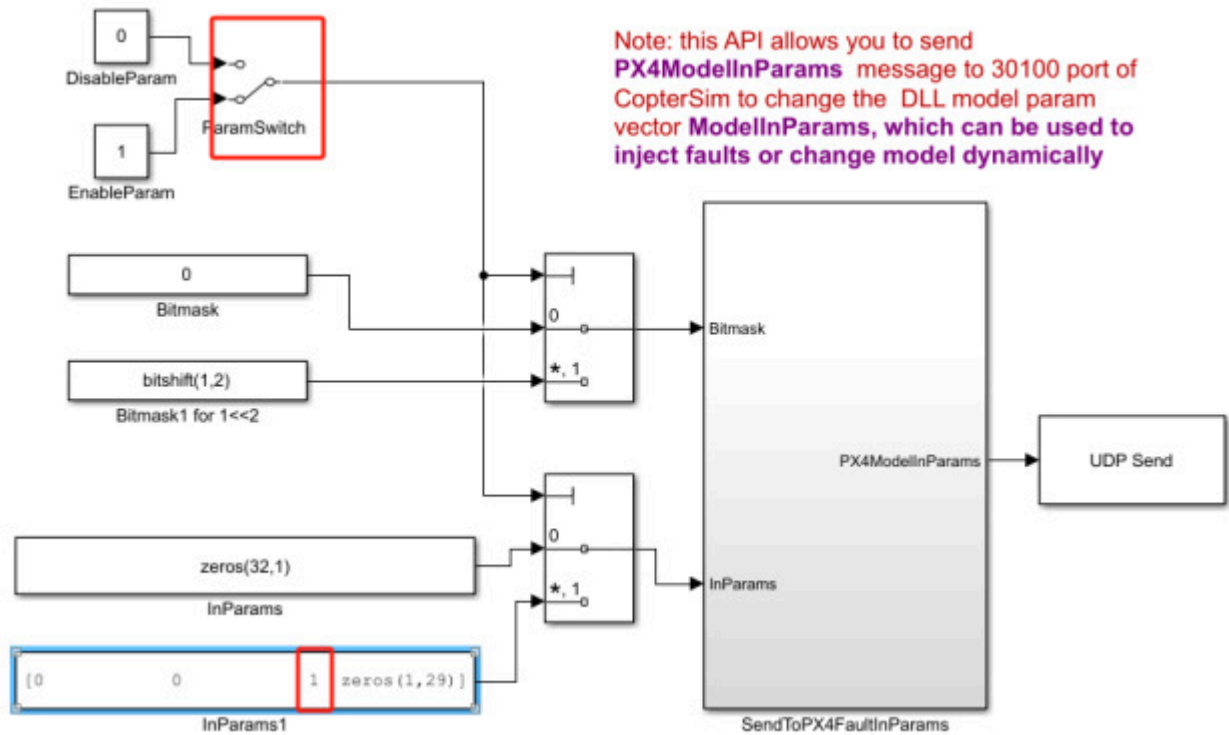 0
DisableParam
ParamSwitch
1
EnableParam
Note: this API allows you to send
PX4ModelInParams message to 30100 port of
CopterSim to change the DLL model param
vector ModelInParams, which can be used to
inject faults or change model dynamically
0
Bitmask
bitshift(1,2)
Bitmask1 for 1<<2
0
*, 1
zeros(32,1)
InParams
[0 0 1 zeros(1,29)]
InParams1
0
*, 1
Bitmask
InParams
PX4ModelInParams
SendToPX4FaultInParams
UDP Send